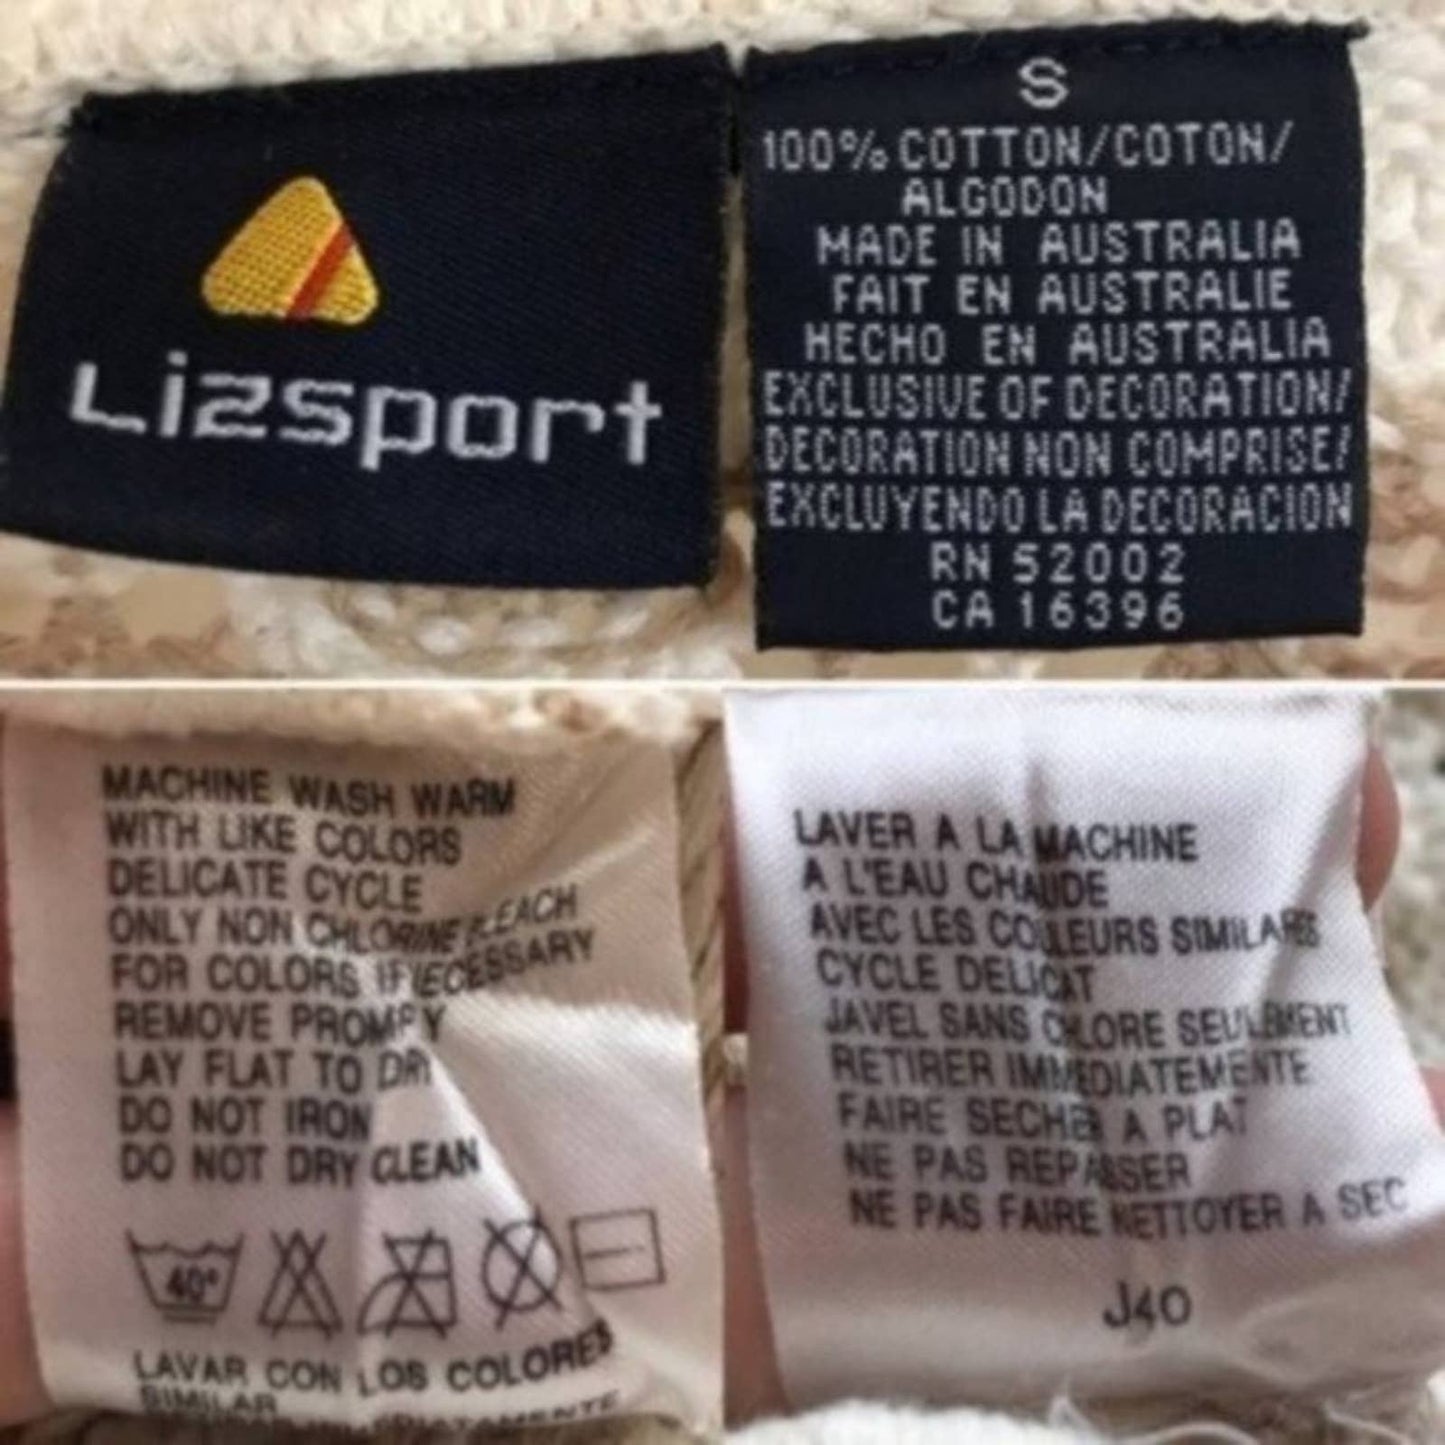 Lizsport
S
100% COTTON/COTON/
ALGODON
MADE IN AUSTRALIA
FAIT EN AUSTRALIE
HECHO EN AUSTRALIA
EXCLUSIVE OF DECORATION/
DECORATION NON COMPRISE/
EXCLUYENDO LA DECORACION
RN 52002
CA 16396
MACHINE WASH WARM
WITH LIKE COLORS
DELICATE CYCLE
ONLY NON CHLORINE BLEACH
FOR COLORS IF NECESSARY
REMOVE PROMPTLY
LAY FLAT TO DRY
DO NOT IRON
DO NOT DRY CLEAN
40°
LAVAR CON LOS COLORES
SIMILAR
LAVER A LA MACHINE
A L'EAU CHAUDE
AVEC LES COULEURS SIMILAIRES
CYCLE DELICAT
JAVEL SANS CHLORE SEULEMENT
RETIRER IMMEDIATEMENTE
FAIRE SECHER A PLAT
NE PAS REPASSER
NE PAS FAIRE NETTOYER A SEC
J40